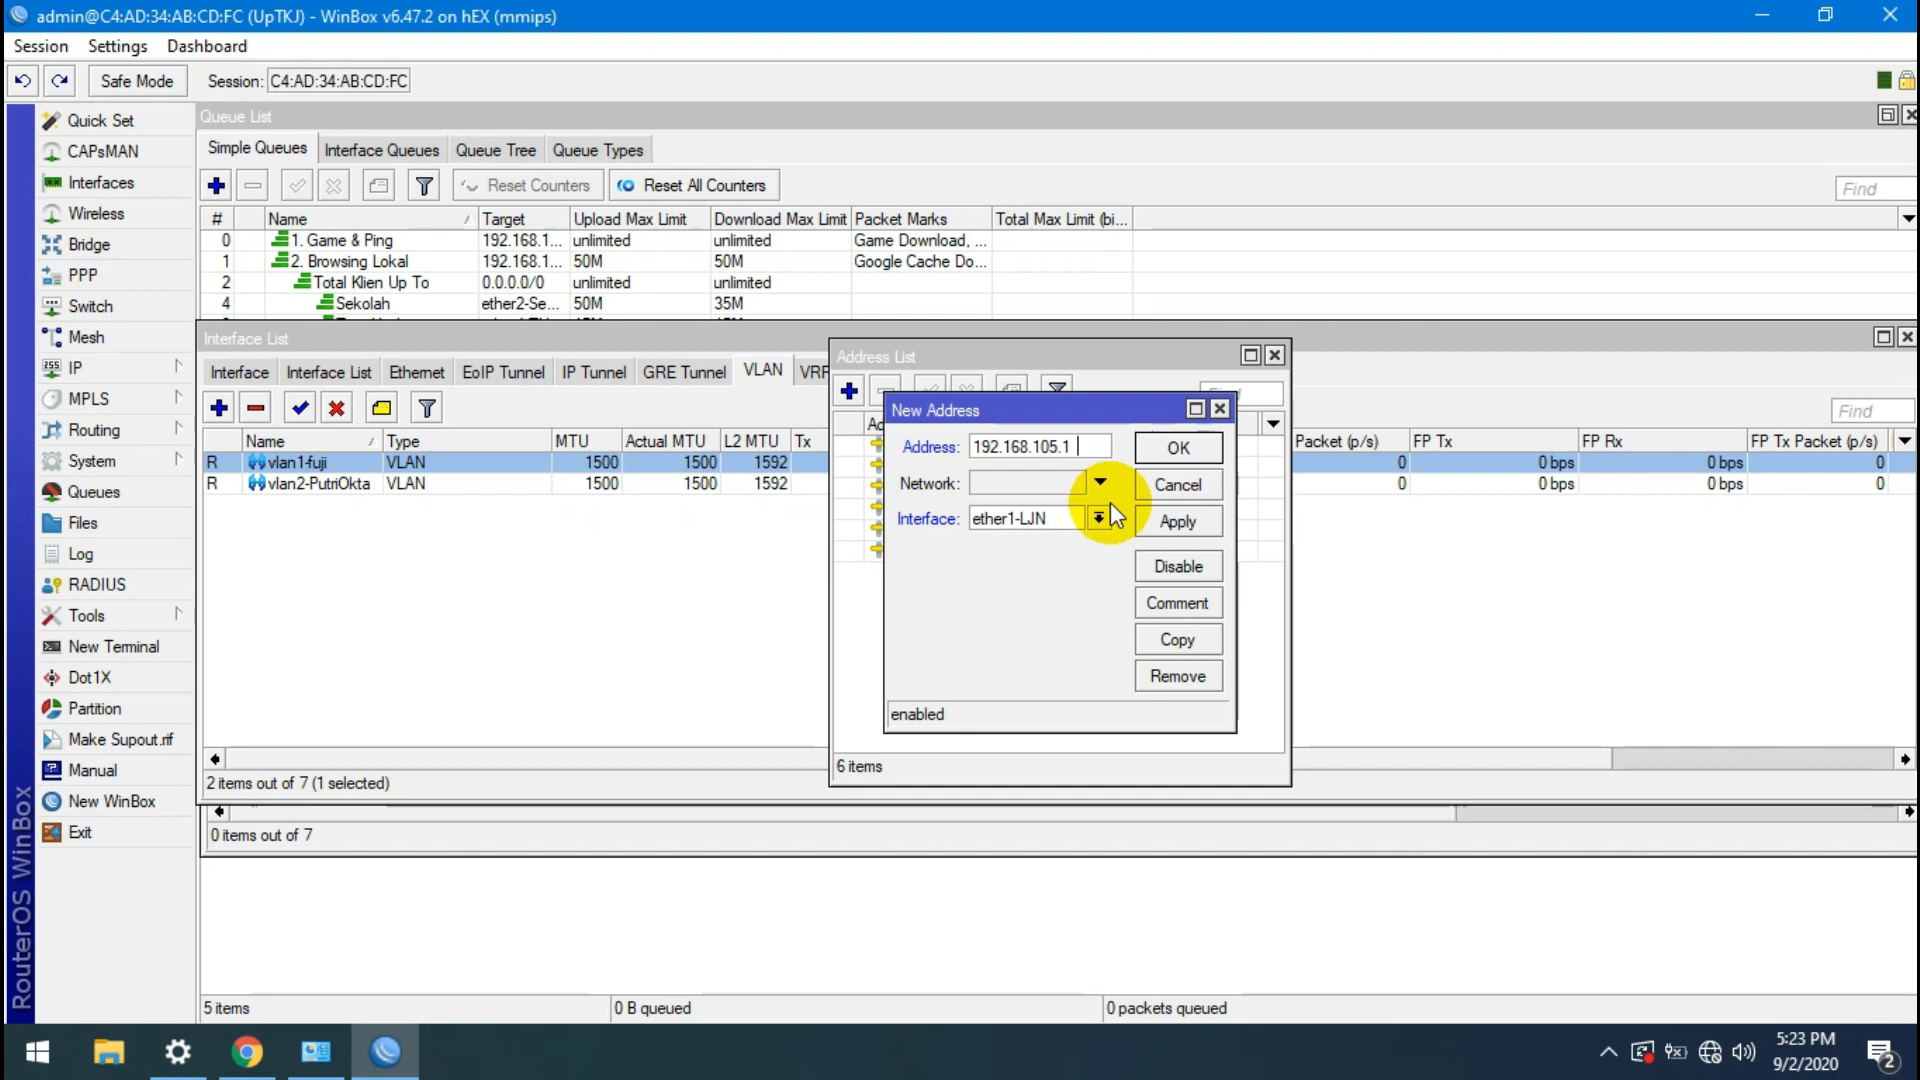 admin@C4:AD:34:AB:CD:FC (UpTKJ) - WinBox v6.47.2 on hEX (mmips)
Session Settings Dashboard
Safe Mode Session: C4:AD:34:AB:CD:FC
Quick Set
CAPsMAN
Interfaces
Wireless
Bridge
PPP
Switch
Mesh
IP
MPLS
Routing
System
Queues
Files
Log
RADIUS
Tools
New Terminal
Dot1X
Partition
Make Supout.rif
Manual
New WinBox
Exit
RouterOS WinBox
Queue List
Simple Queues Interface Queues Queue Tree Queue Types
Reset Counters Reset All Counters Find
# Name Target Upload Max Limit Download Max Limit Packet Marks Total Max Limit (bi...
0 1. Game & Ping 192.168.1... unlimited unlimited Game Download, ...
1 2. Browsing Lokal 192.168.1... 50M 50M Google Cache Do...
2 Total Klien Up To 0.0.0.0/0 unlimited unlimited
4 Sekolah ether2-Se... 50M 35M
Interface List
Interface Interface List Ethernet EoIP Tunnel IP Tunnel GRE Tunnel VLAN VRR
Find
Name Type MTU Actual MTU L2 MTU Tx Packet (p/s) FP Tx FP Rx FP Tx Packet (p/s)
R vlan1-fuji VLAN 1500 1500 1592 0 0 bps 0 bps 0
R vlan2-PutriOkta VLAN 1500 1500 1592 0 0 bps 0 bps 0
2 items out of 7 (1 selected)
0 items out of 7
Address List
6 items
New Address
Address: 192.168.105.1
Network:
Interface: ether1-LJN
OK
Cancel
Apply
Disable
Comment
Copy
Remove
enabled
5 items 0 B queued 0 packets queued
5:23 PM
9/2/2020
2